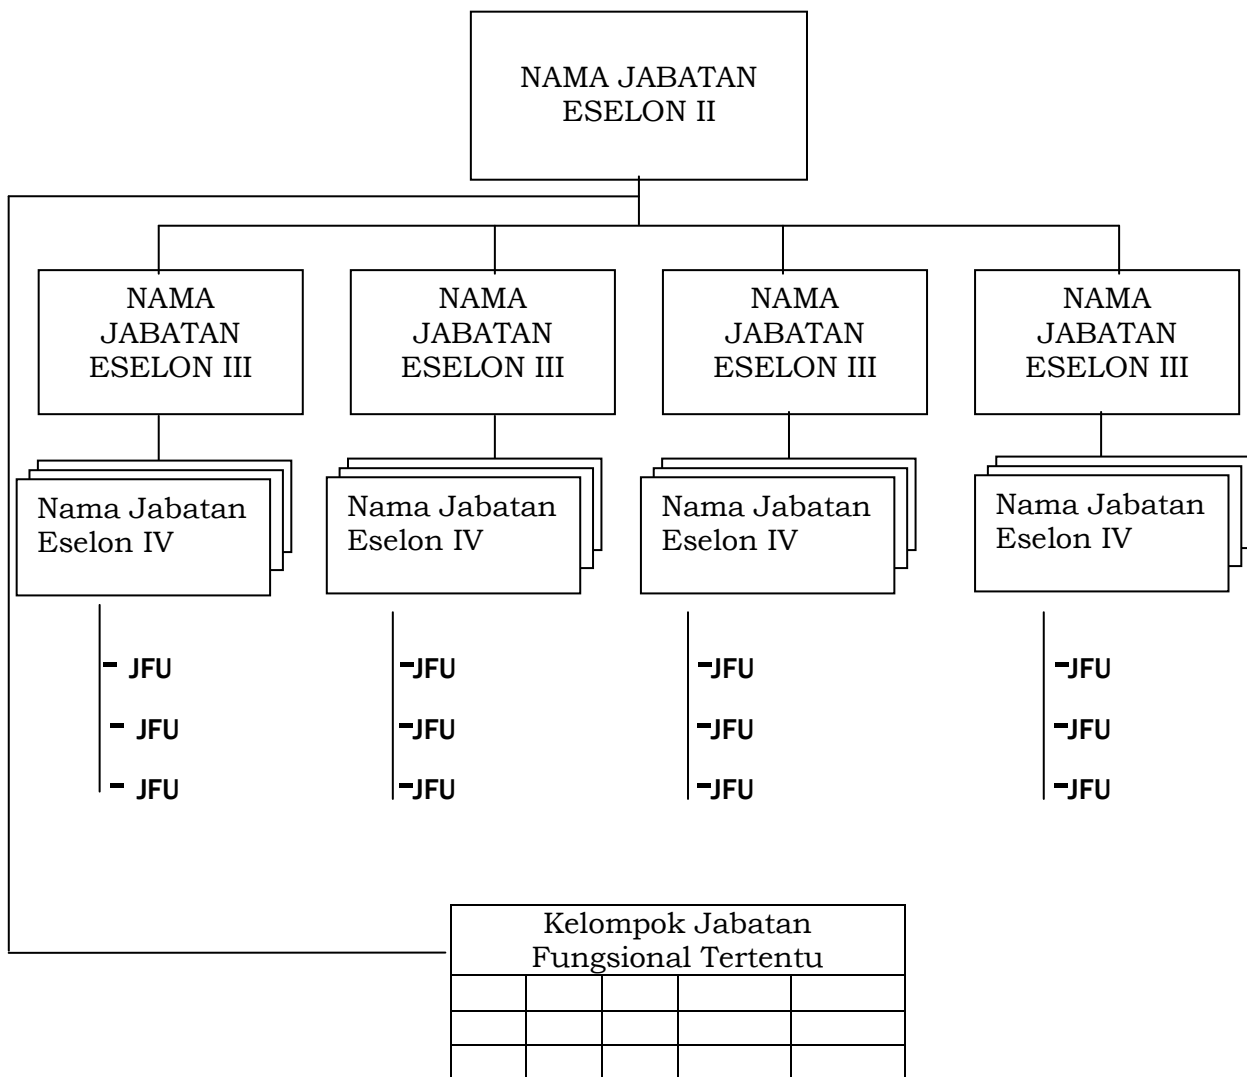 NAMA JABATAN
ESELON II
NAMA
JABATAN
ESELON III
NAMA
JABATAN
ESELON III
NAMA
JABATAN
ESELON III
NAMA
JABATAN
ESELON III
Nama Jabatan
Eselon IV
Nama Jabatan
Eselon IV
Nama Jabatan
Eselon IV
Nama Jabatan
Eselon IV
- JFU
- JFU
- JFU
-JFU
-JFU
-JFU
-JFU
-JFU
-JFU
-JFU
-JFU
-JFU
Kelompok Jabatan
Fungsional Tertentu